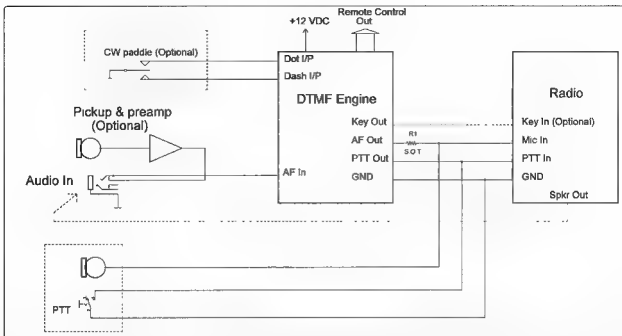 +12 VDC
Remote Control
Out
CW paddle (Optional)
Dot I/P
Dash I/P
DTMF Engine
Radio
Pickup & preamp
(Optional)
Key Out
Key In (Optional)
AF Out
R1
S O T
Mic In
PTT Out
PTT In
Audio In
AF In
GND
GND
Spkr Out
PTT